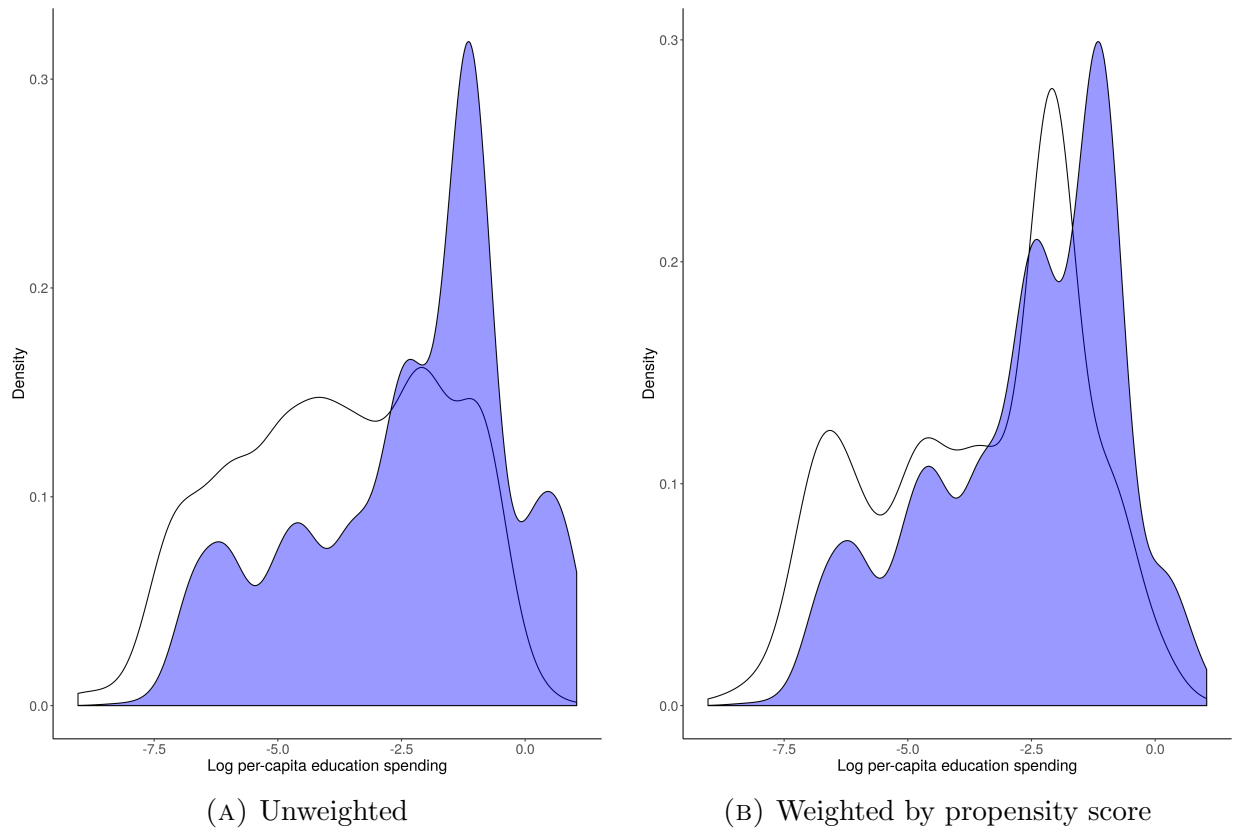 0.3
0.2
0.1
0.0
Density
-7.5 -5.0 -2.5 0.0
Log per-capita education spending
(A) Unweighted
0.3
0.2
0.1
0.0
Density
-7.5 -5.0 -2.5 0.0
Log per-capita education spending
(B) Weighted by propensity score